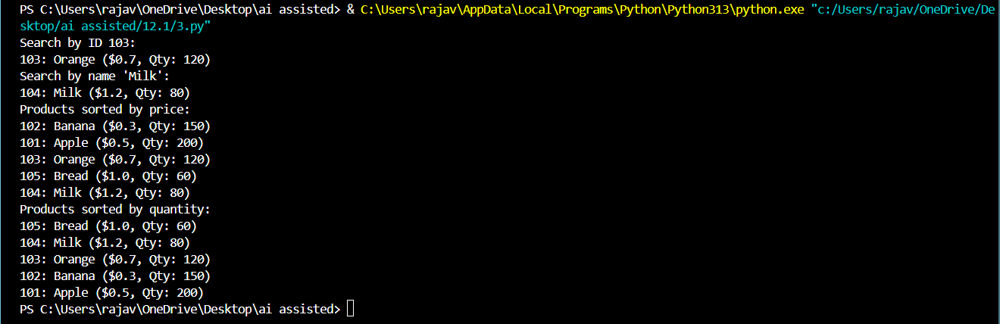 PS C:\Users\rajav\OneDrive\Desktop\ai assisted> & C:\Users\rajav\AppData\Local\Programs\Python\Python313\python.exe "c:/Users/rajav/OneDrive/De
sktop/ai assisted/12.1/3.py"
Search by ID 103:
103: Orange ($0.7, Qty: 120)
Search by name 'Milk':
104: Milk ($1.2, Qty: 80)
Products sorted by price:
102: Banana ($0.3, Qty: 150)
101: Apple ($0.5, Qty: 200)
103: Orange ($0.7, Qty: 120)
105: Bread ($1.0, Qty: 60)
104: Milk ($1.2, Qty: 80)
Products sorted by quantity:
105: Bread ($1.0, Qty: 60)
104: Milk ($1.2, Qty: 80)
103: Orange ($0.7, Qty: 120)
102: Banana ($0.3, Qty: 150)
101: Apple ($0.5, Qty: 200)
PS C:\Users\rajav\OneDrive\Desktop\ai assisted>